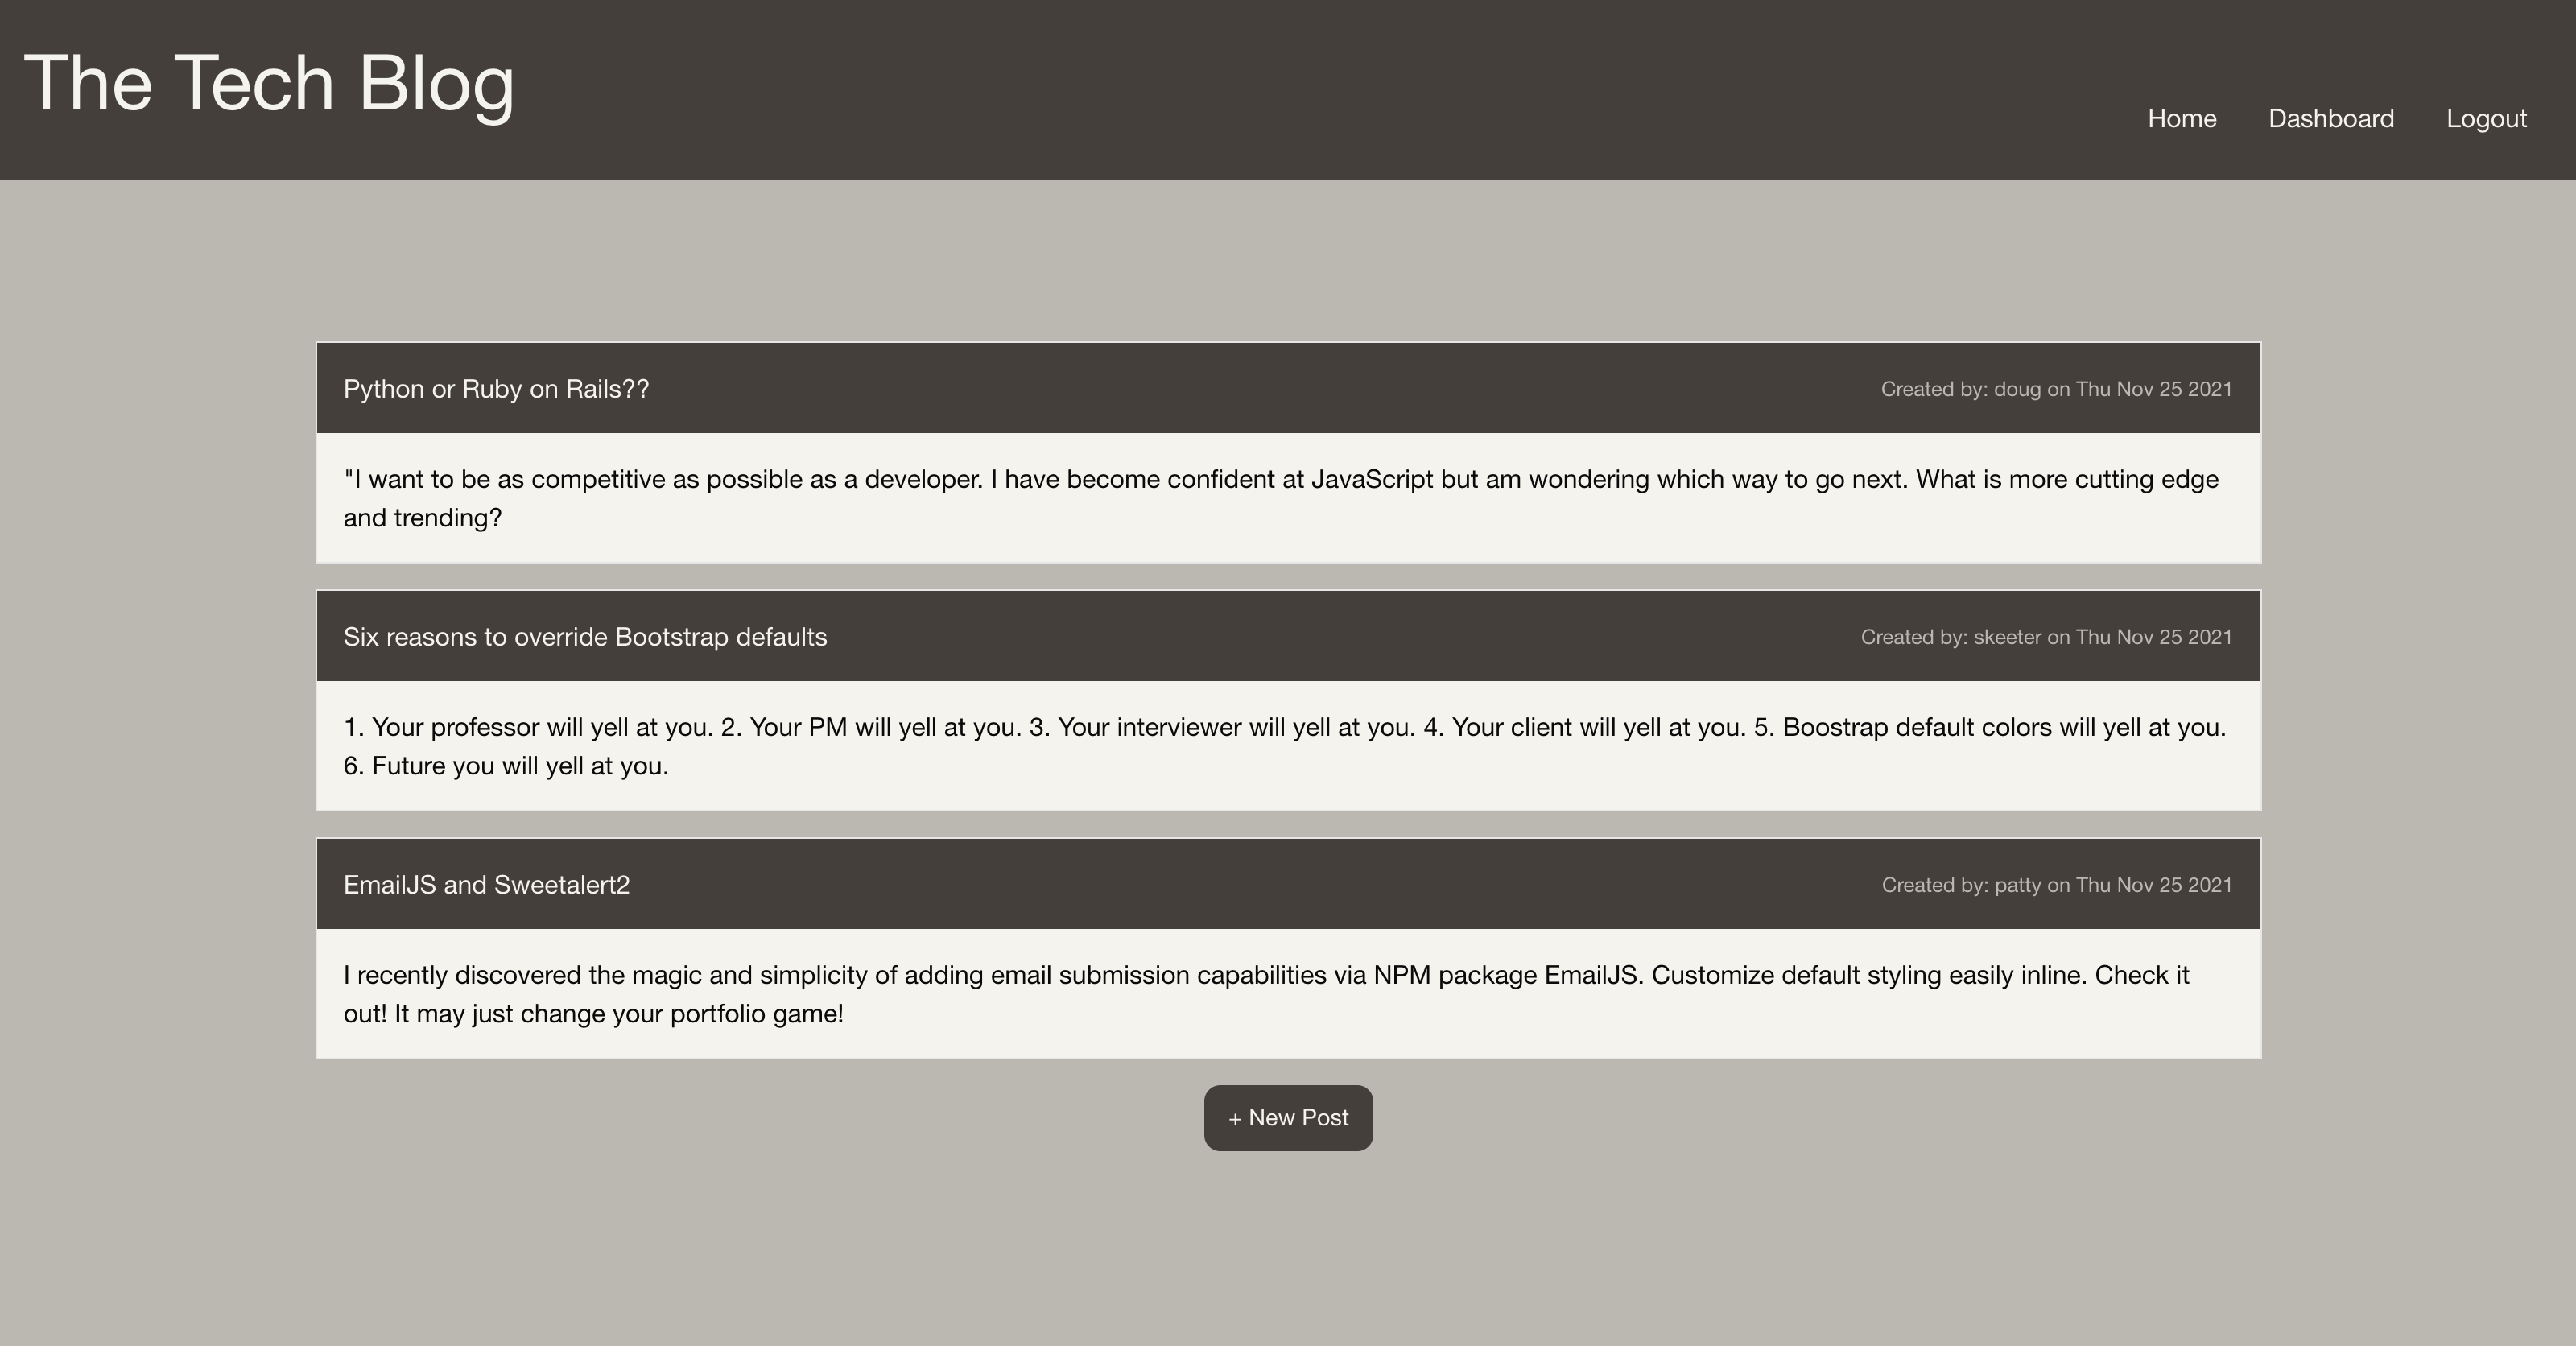 The Tech Blog
Home Dashboard Logout
Python or Ruby on Rails?? Created by: doug on Thu Nov 25 2021
"I want to be as competitive as possible as a developer. I have become confident at JavaScript but am wondering which way to go next. What is more cutting edge
and trending?
Six reasons to override Bootstrap defaults Created by: skeeter on Thu Nov 25 2021
1. Your professor will yell at you. 2. Your PM will yell at you. 3. Your interviewer will yell at you. 4. Your client will yell at you. 5. Boostrap default colors will yell at you.
6. Future you will yell at you.
EmailJS and Sweetalert2 Created by: patty on Thu Nov 25 2021
I recently discovered the magic and simplicity of adding email submission capabilities via NPM package EmailJS. Customize default styling easily inline. Check it
out! It may just change your portfolio game!
+ New Post